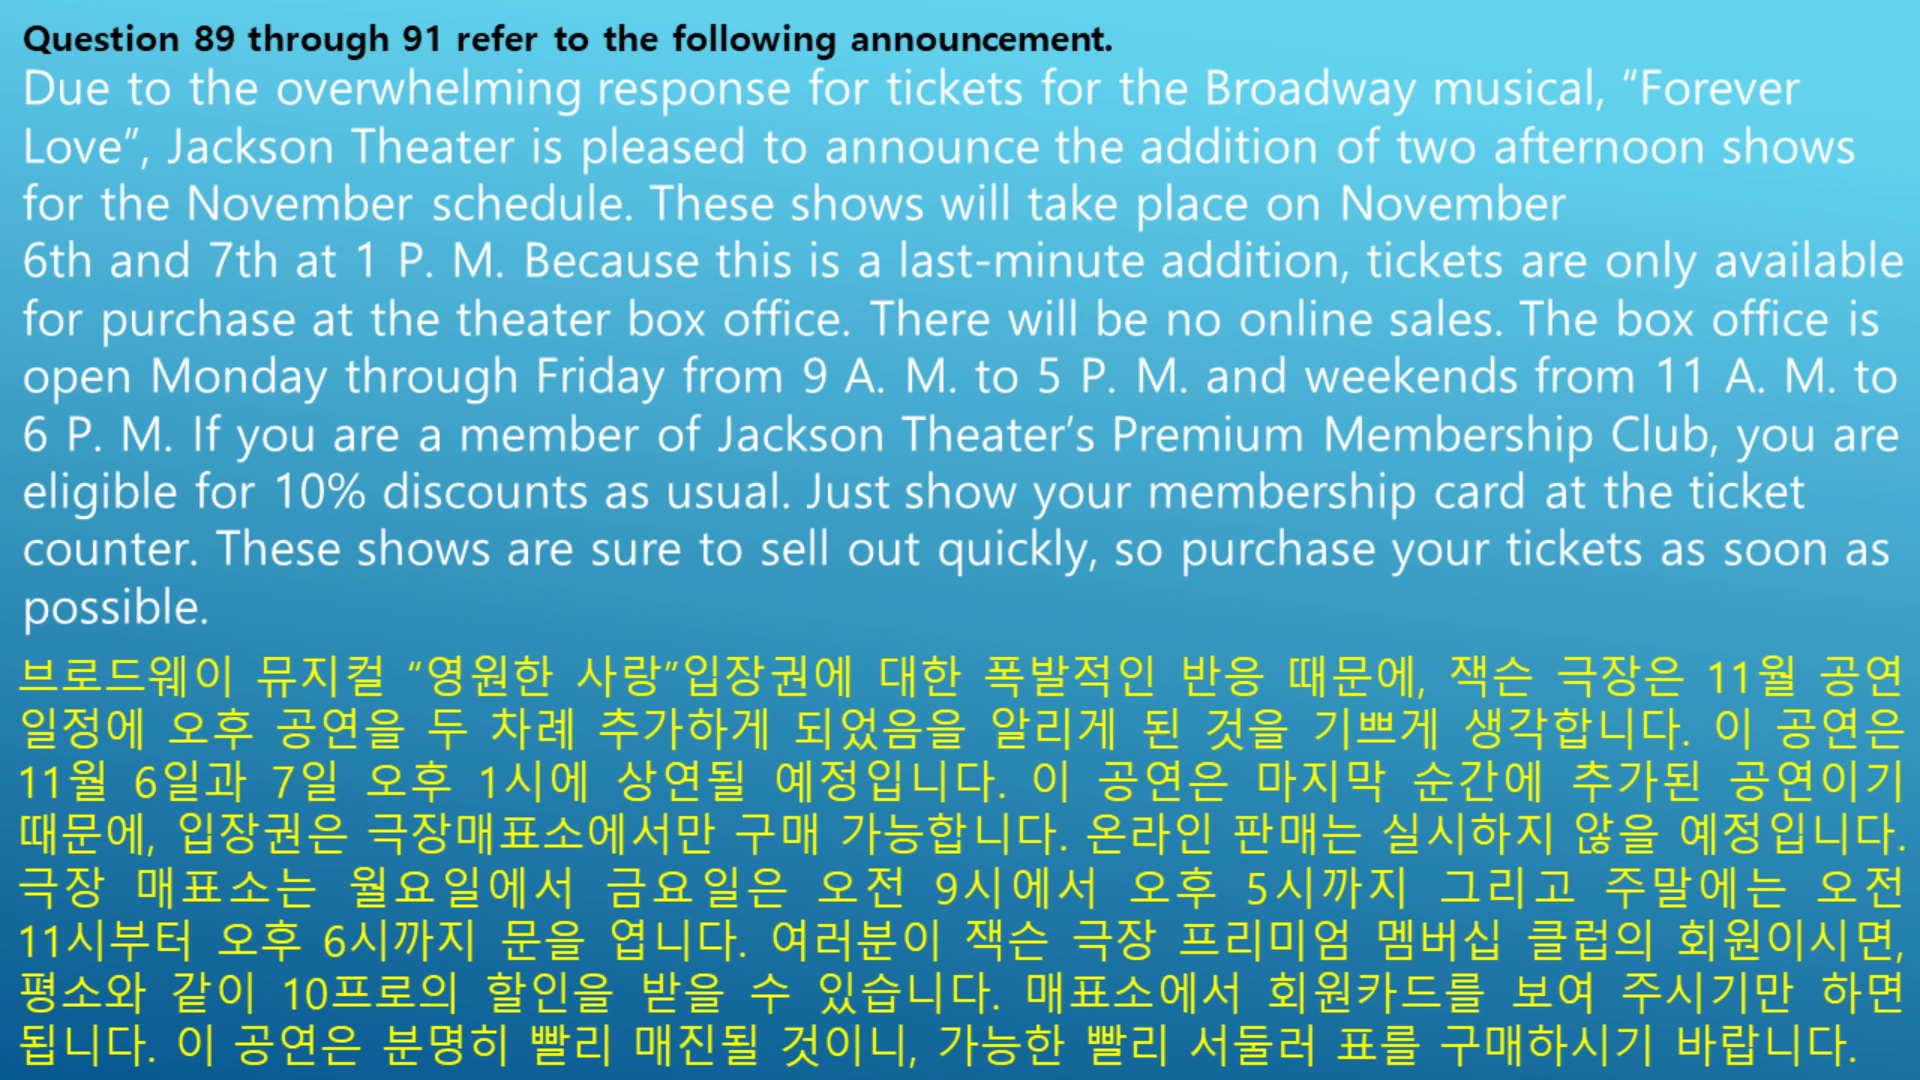 Question 89 through 91 refer to the following announcement.
Due to the overwhelming response for tickets for the Broadway musical, “Forever
Love”, Jackson Theater is pleased to announce the addition of two afternoon shows
for the November schedule. These shows will take place on November
6th and 7th at 1 P. M. Because this is a last-minute addition, tickets are only available
for purchase at the theater box office. There will be no online sales. The box office is
open Monday through Friday from 9 A. M. to 5 P. M. and weekends from 11 A. M. to
6 P. M. If you are a member of Jackson Theater’s Premium Membership Club, you are
eligible for 10% discounts as usual. Just show your membership card at the ticket
counter. These shows are sure to sell out quickly, so purchase your tickets as soon as
possible.
브로드웨이 뮤지컬 “영원한 사랑”입장권에 대한 폭발적인 반응 때문에, 잭슨 극장은 11월 공연
일정에 오후 공연을 두 차례 추가하게 되었음을 알리게 된 것을 기쁘게 생각합니다. 이 공연은
11월 6일과 7일 오후 1시에 상연될 예정입니다. 이 공연은 마지막 순간에 추가된 공연이기
때문에, 입장권은 극장매표소에서만 구매 가능합니다. 온라인 판매는 실시하지 않을 예정입니다.
극장 매표소는 월요일에서 금요일은 오전 9시에서 오후 5시까지 그리고 주말에는 오전
11시부터 오후 6시까지 문을 엽니다. 여러분이 잭슨 극장 프리미엄 멤버십 클럽의 회원이시면,
평소와 같이 10프로의 할인을 받을 수 있습니다. 매표소에서 회원카드를 보여 주시기만 하면
됩니다. 이 공연은 분명히 빨리 매진될 것이니, 가능한 빨리 서둘러 표를 구매하시기 바랍니다.